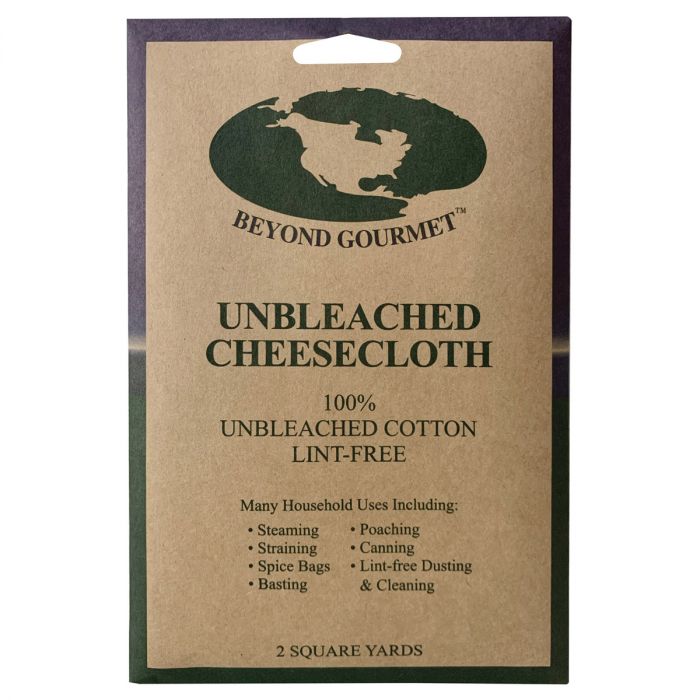 BEYOND GOURMET™
UNBLEACHED
CHEESECLOTH
100%
UNBLEACHED COTTON
LINT-FREE
Many Household Uses Including:
• Steaming
• Straining
• Spice Bags
• Basting
• Poaching
• Canning
• Lint-free Dusting
& Cleaning
2 SQUARE YARDS